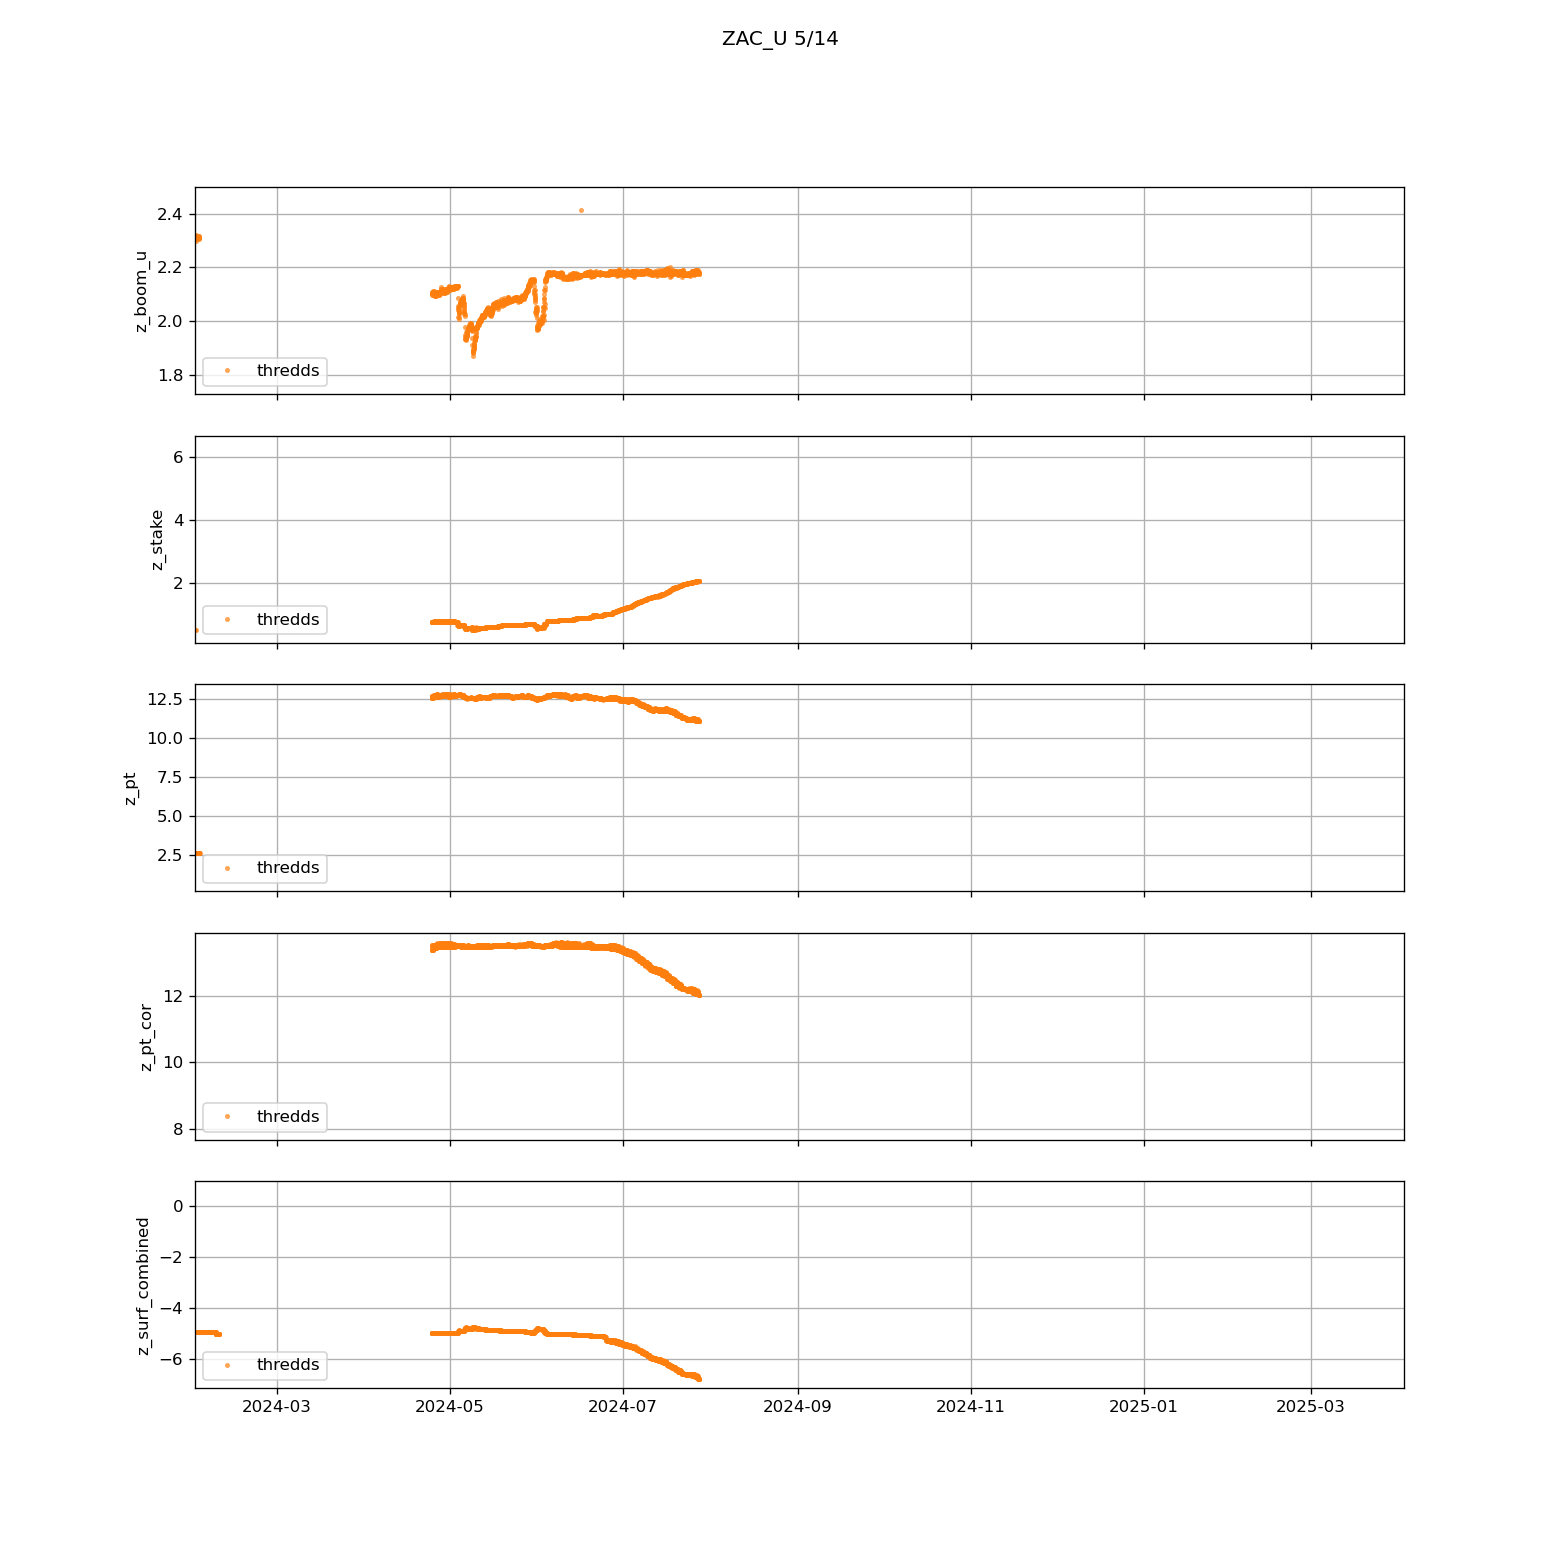 ZAC_U 5/14
z_boom_u
2.4
2.2
2.0
1.8
thredds
z_stake
6
4
2
thredds
z_pt
12.5
10.0
7.5
5.0
2.5
thredds
z_pt_cor
12
10
8
thredds
z_surf_combined
0
−2
−4
−6
thredds
2024-03 2024-05 2024-07 2024-09 2024-11 2025-01 2025-03